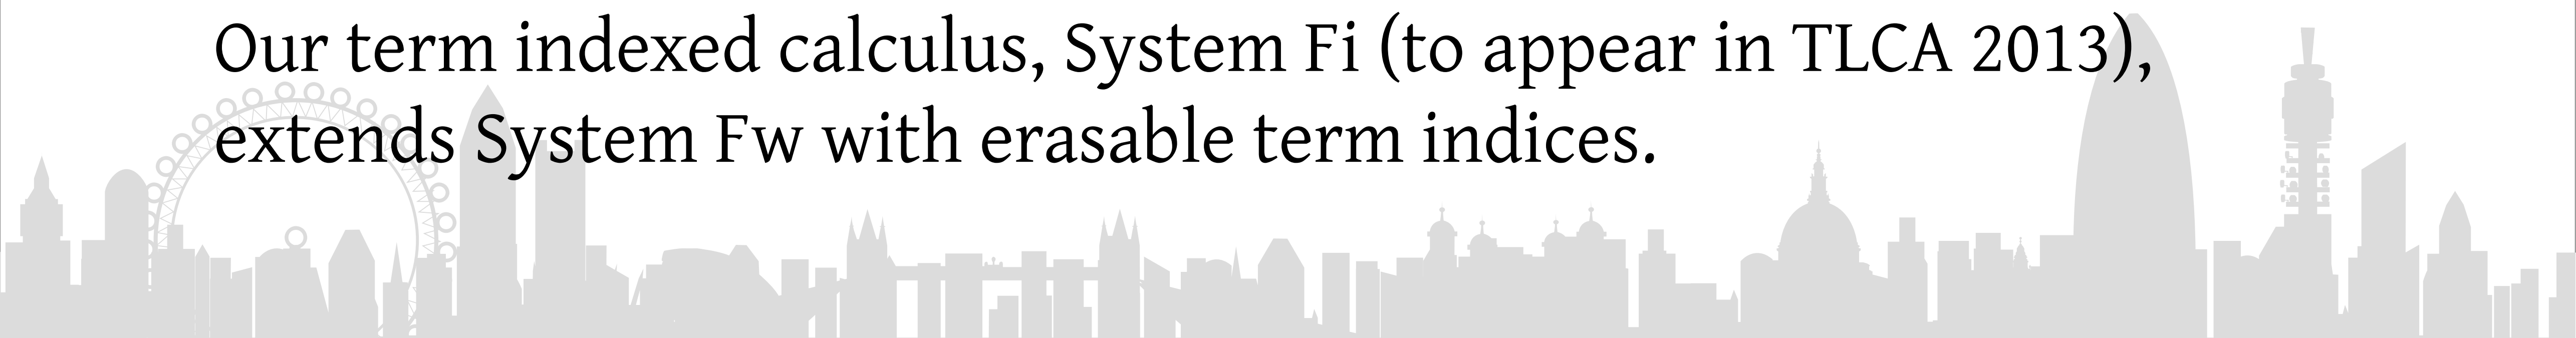 Our term indexed calculus, System Fi (to appear in TLCA 2013),
extends System Fw with erasable term indices.